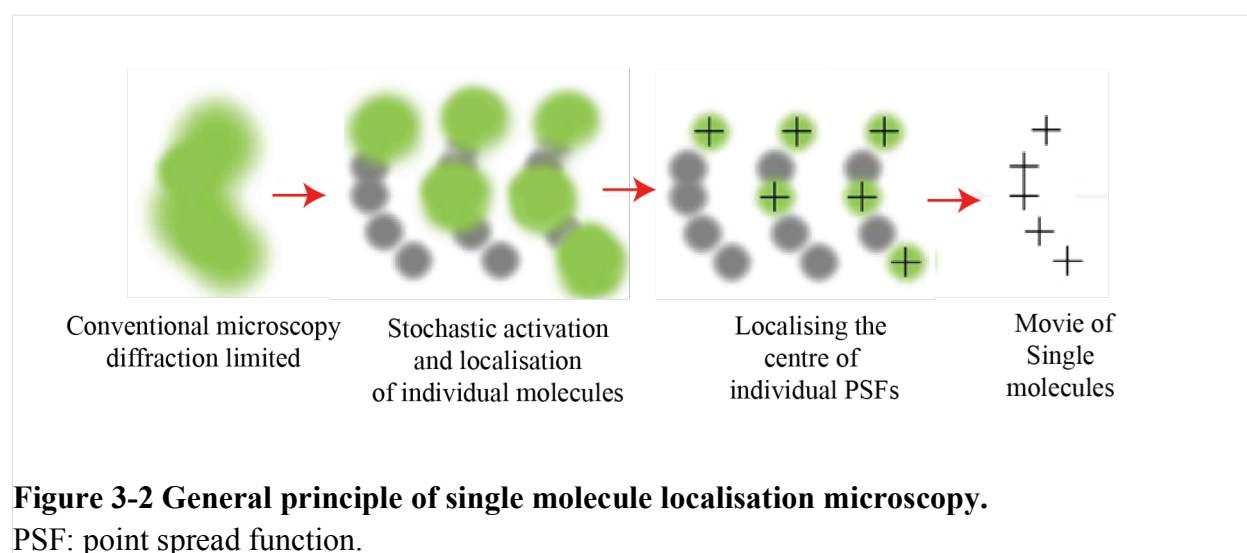 Conventional microscopy
diffraction limited
Stochastic activation
and localisation
of individual molecules
Localising the
centre of
individual PSFs
Movie of
Single
molecules
Figure 3-2 General principle of single molecule localisation microscopy.
PSF: point spread function.